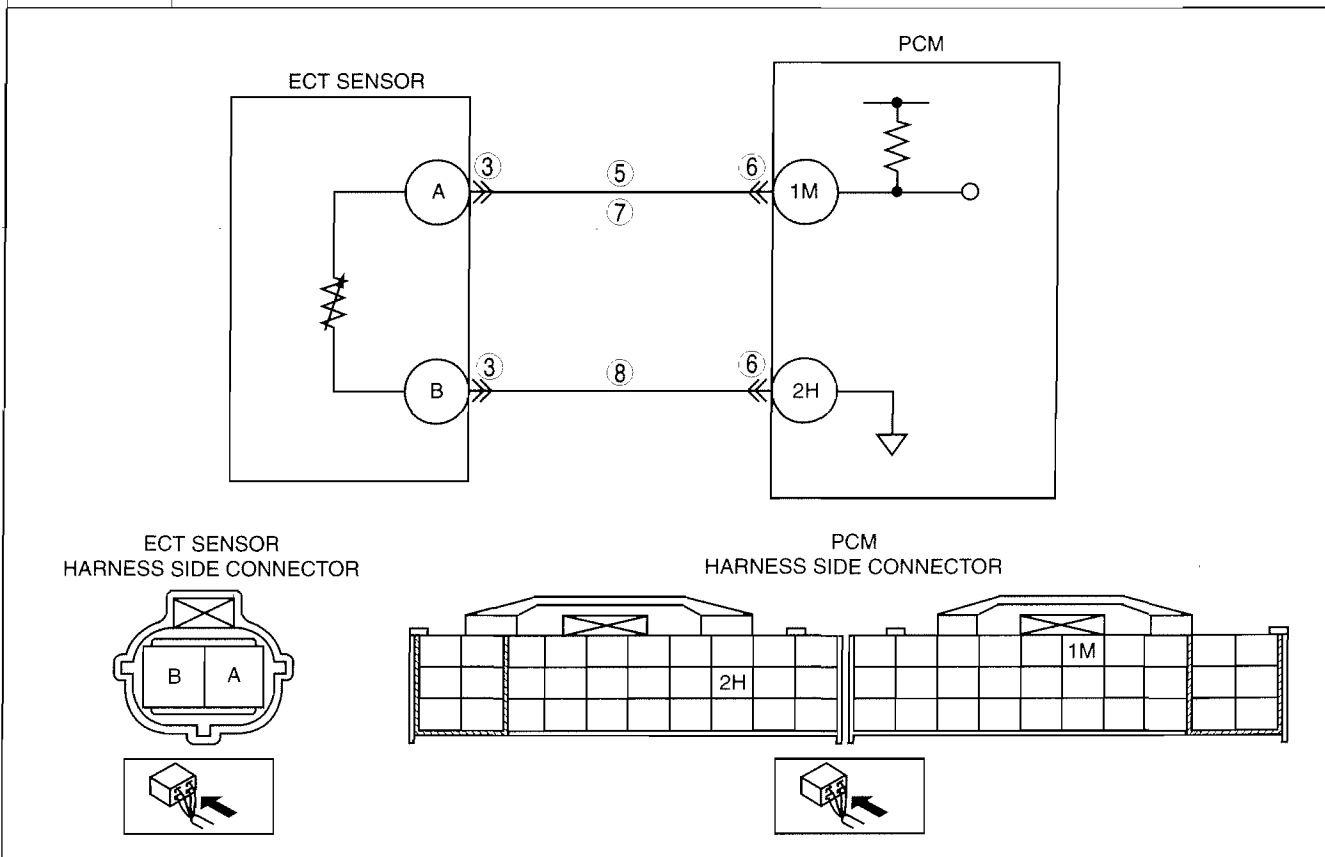 PCM
ECT SENSOR
A
③
⑤
⑥
1M
⑦
B
③
⑧
⑥
2H
ECT SENSOR
HARNESS SIDE CONNECTOR
PCM
HARNESS SIDE CONNECTOR
B
A
2H
1M